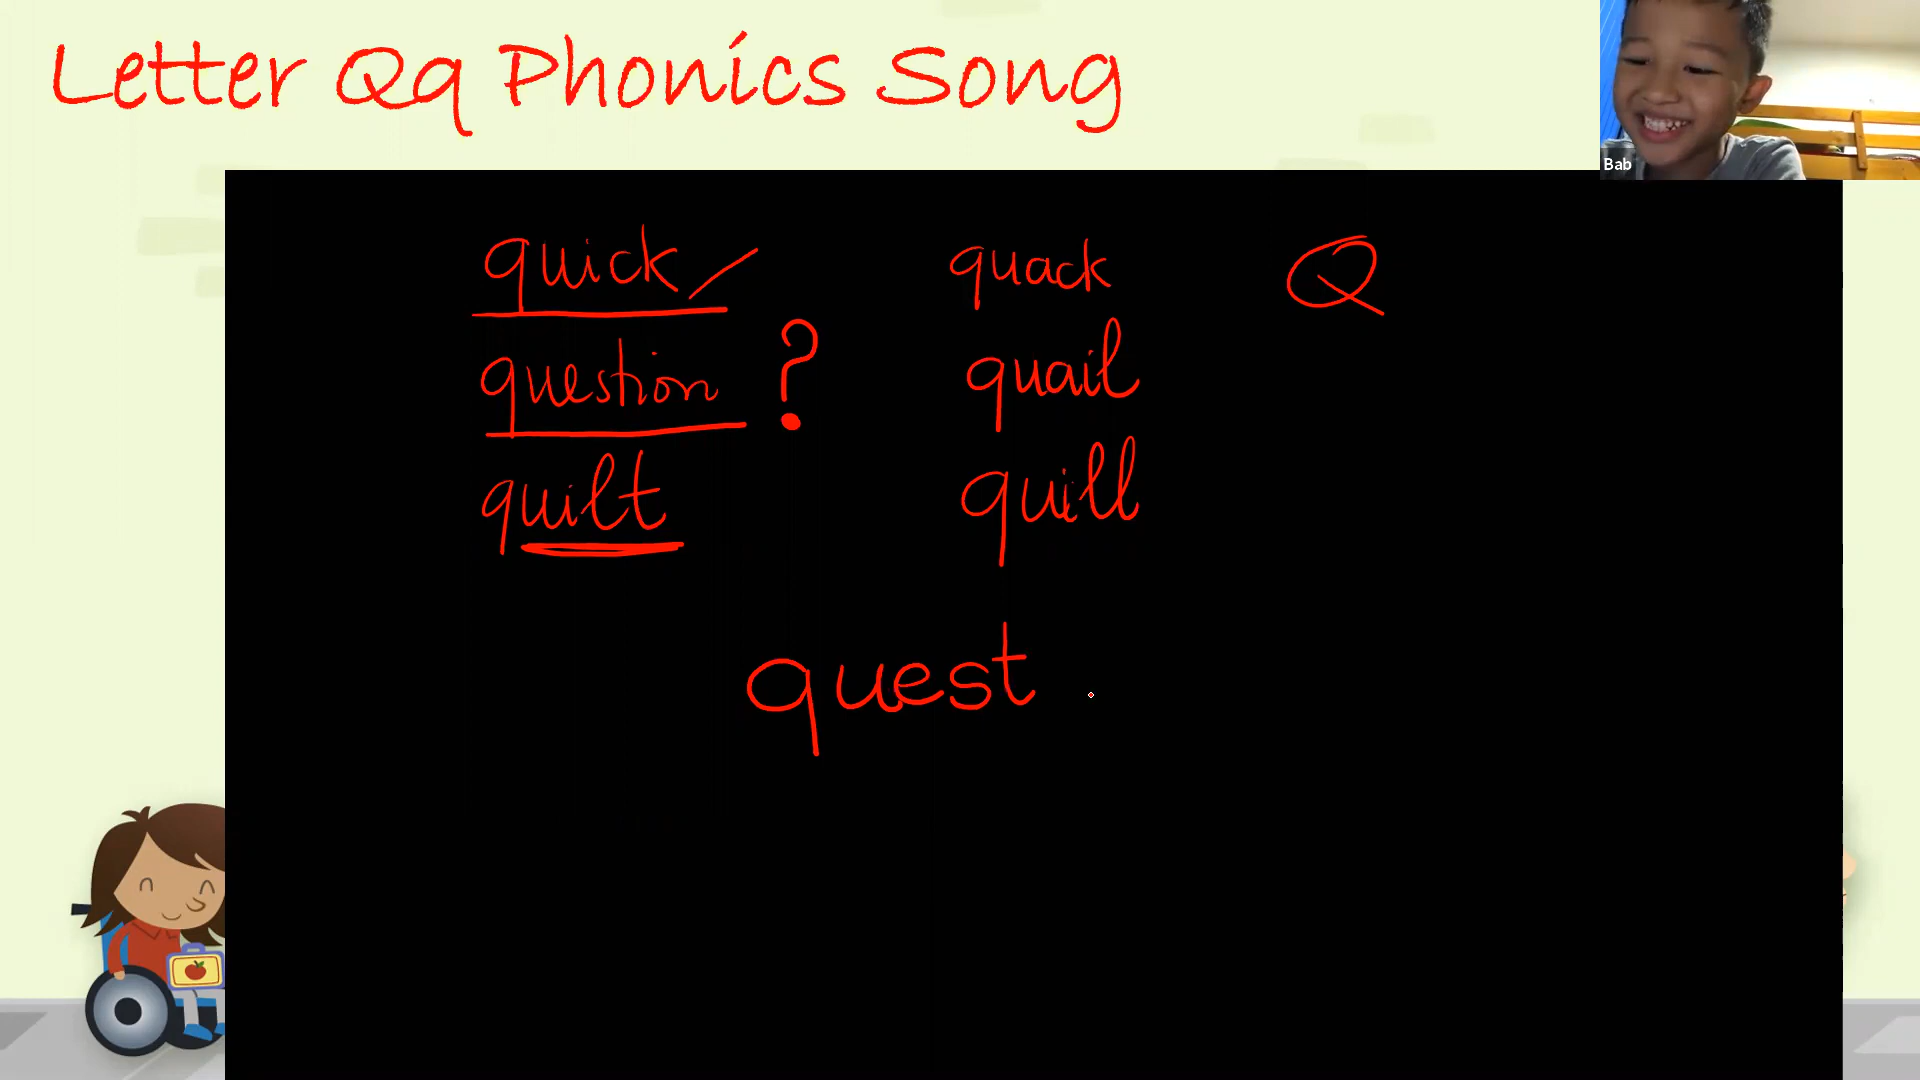 Letter Qq Phonics Song
Bab
quick quack Q
question ? quail
quilt quill
quest